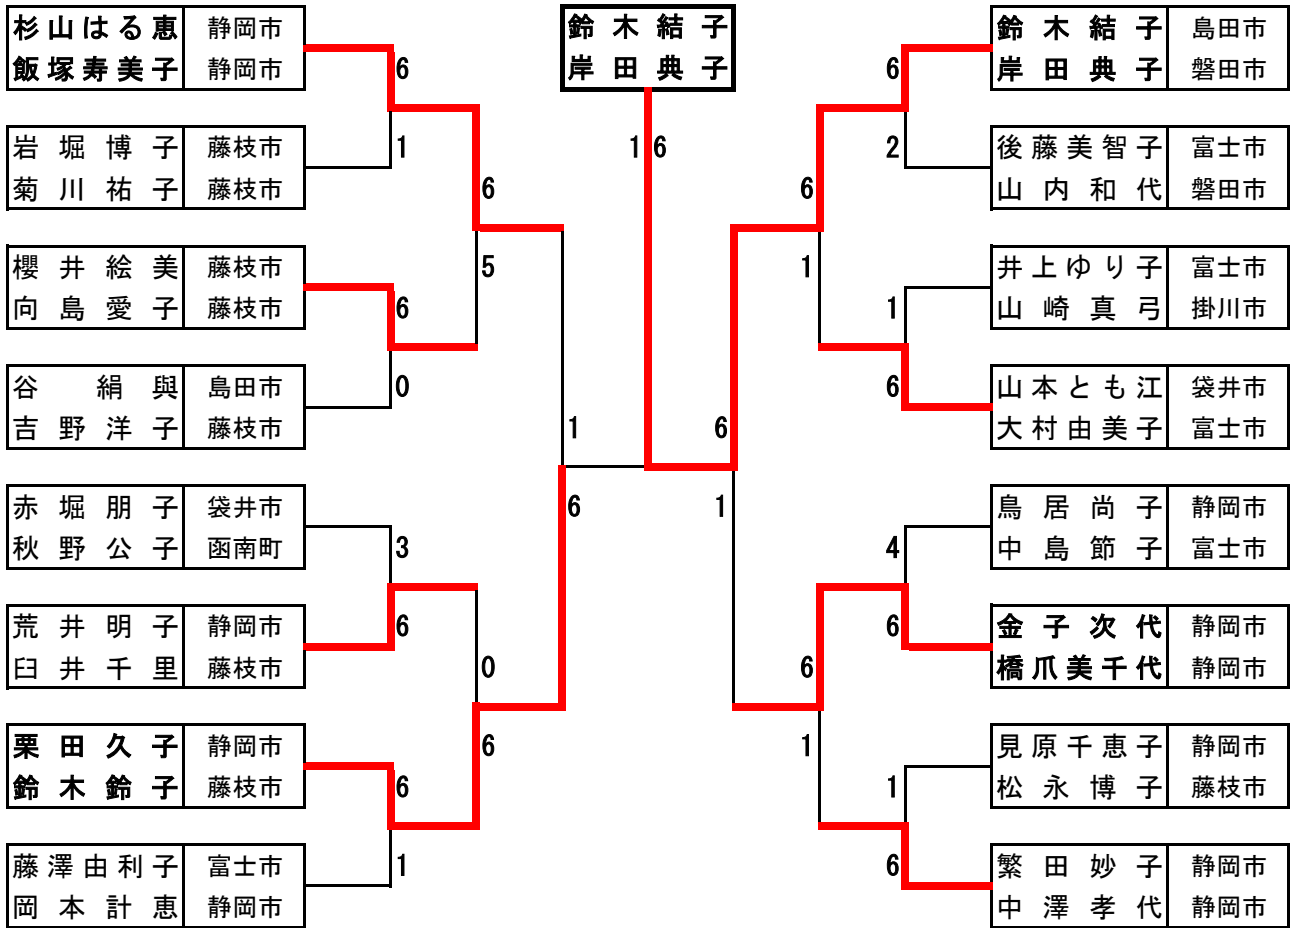 杉山はる恵 静岡市
飯塚寿美子 静岡市
6
1
岩堀博子 藤枝市
菊川祐子 藤枝市
6
5
櫻井絵美 藤枝市
向島愛子 藤枝市
6
0
谷絹與 島田市
吉野洋子 藤枝市
1
6
赤堀朋子 袋井市
秋野公子 函南町
3
6
荒井明子 静岡市
臼井千里 藤枝市
0
6
栗田久子 静岡市
鈴木鈴子 藤枝市
6
1
藤澤由利子 富士市
岡本計恵 静岡市
鈴木結子
岸田典子
1 6
鈴木結子 島田市
岸田典子 磐田市
6
2
後藤美智子 富士市
山内和代 磐田市
6
1
井上ゆり子 富士市
山崎真弓 掛川市
1
6
山本とも江 袋井市
大村由美子 富士市
6
1
鳥居尚子 静岡市
中島節子 富士市
4
6
金子次代 静岡市
橋爪美千代 静岡市
6
1
見原千恵子 静岡市
松永博子 藤枝市
1
6
繁田妙子 静岡市
中澤孝代 静岡市